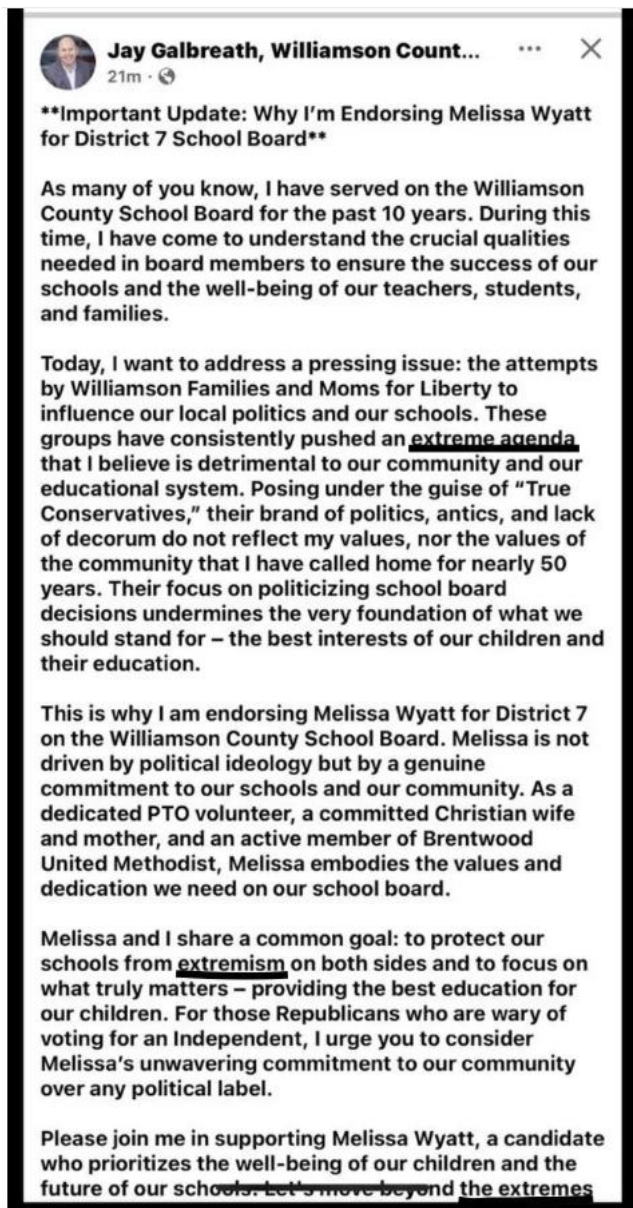 Jay Galbreath, Williamson Count...
21m
**Important Update: Why I'm Endorsing Melissa Wyatt
for District 7 School Board**
As many of you know, I have served on the Williamson
County School Board for the past 10 years. During this
time, I have come to understand the crucial qualities
needed in board members to ensure the success of our
schools and the well-being of our teachers, students,
and families.
Today, I want to address a pressing issue: the attempts
by Williamson Families and Moms for Liberty to
influence our local politics and our schools. These
groups have consistently pushed an extreme agenda
that I believe is detrimental to our community and our
educational system. Posing under the guise of "True
Conservatives," their brand of politics, antics, and lack
of decorum do not reflect my values, nor the values of
the community that I have called home for nearly 50
years. Their focus on politicizing school board
decisions undermines the very foundation of what we
should stand for – the best interests of our children and
their education.
This is why I am endorsing Melissa Wyatt for District 7
on the Williamson County School Board. Melissa is not
driven by political ideology but by a genuine
commitment to our schools and our community. As a
dedicated PTO volunteer, a committed Christian wife
and mother, and an active member of Brentwood
United Methodist, Melissa embodies the values and
dedication we need on our school board.
Melissa and I share a common goal: to protect our
schools from extremism on both sides and to focus on
what truly matters – providing the best education for
our children. For those Republicans who are wary of
voting for an Independent, I urge you to consider
Melissa's unwavering commitment to our community
over any political label.
Please join me in supporting Melissa Wyatt, a candidate
who prioritizes the well-being of our children and the
future of our schools. Let's move beyond the extremes